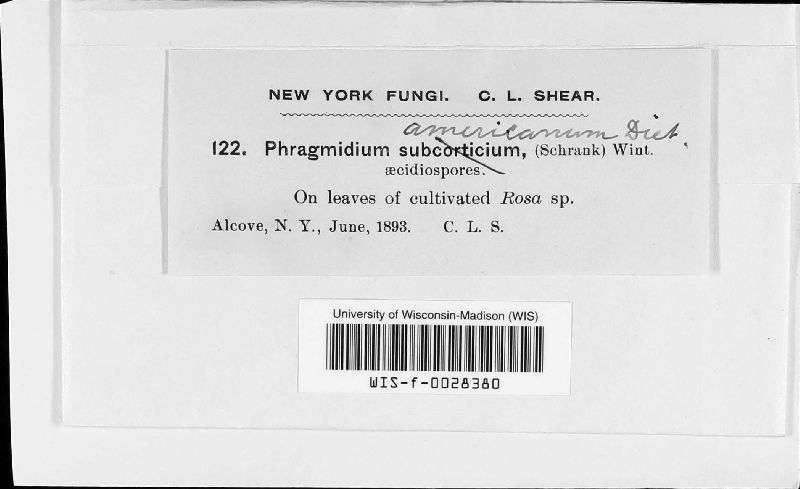 NEW YORK FUNGI. C. L. SHEAR.
americanum Diet.
122. Phragmidium subcorticium, (Schrank) Wint.
æcidiospores.
On leaves of cultivated Rosa sp.
Alcove, N. Y., June, 1893. C. L. S.
University of Wisconsin-Madison (WIS)
WIS-f-0028380